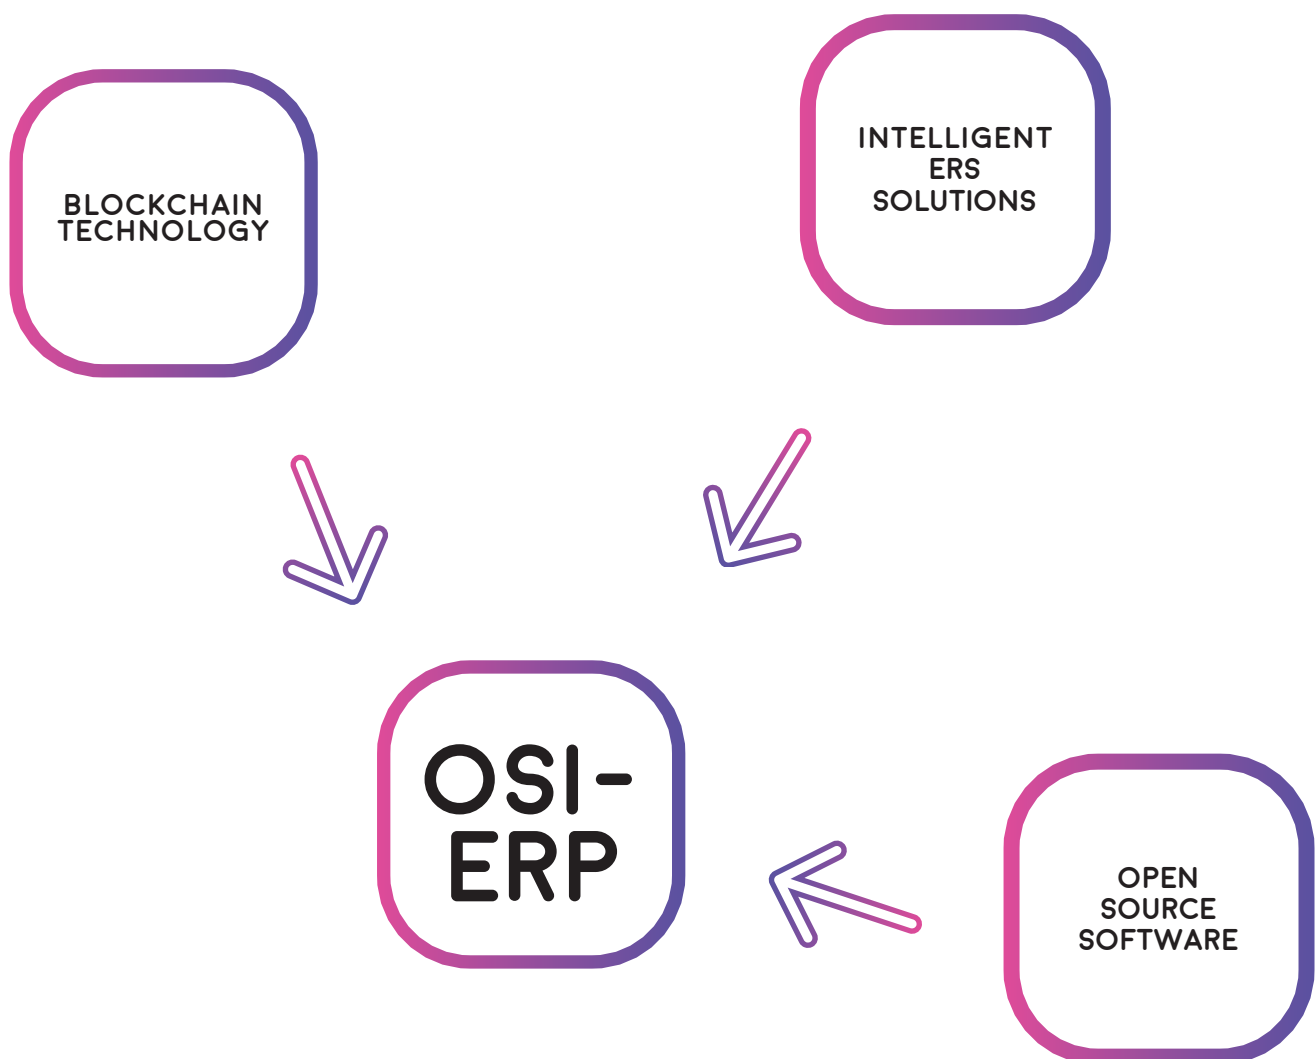 BLOCKCHAIN
TECHNOLOGY
INTELLIGENT
ERS
SOLUTIONS
OSI-
ERP
OPEN
SOURCE
SOFTWARE